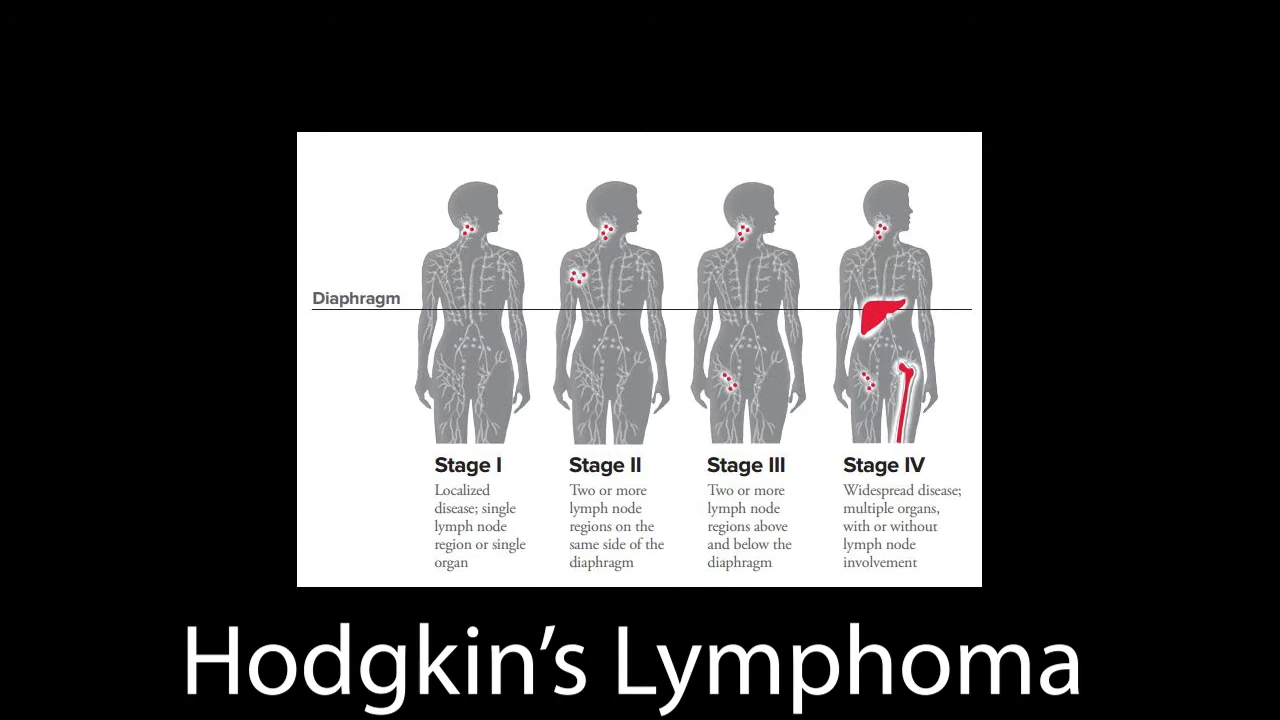 Diaphragm
Stage I
Localized
disease; single
lymph node
region or single
organ
Stage II
Two or more
lymph node
regions on the
same side of the
diaphragm
Stage III
Two or more
lymph node
regions above
and below the
diaphragm
Stage IV
Widespread disease;
multiple organs,
with or without
lymph node
involvement
Hodgkin’s Lymphoma